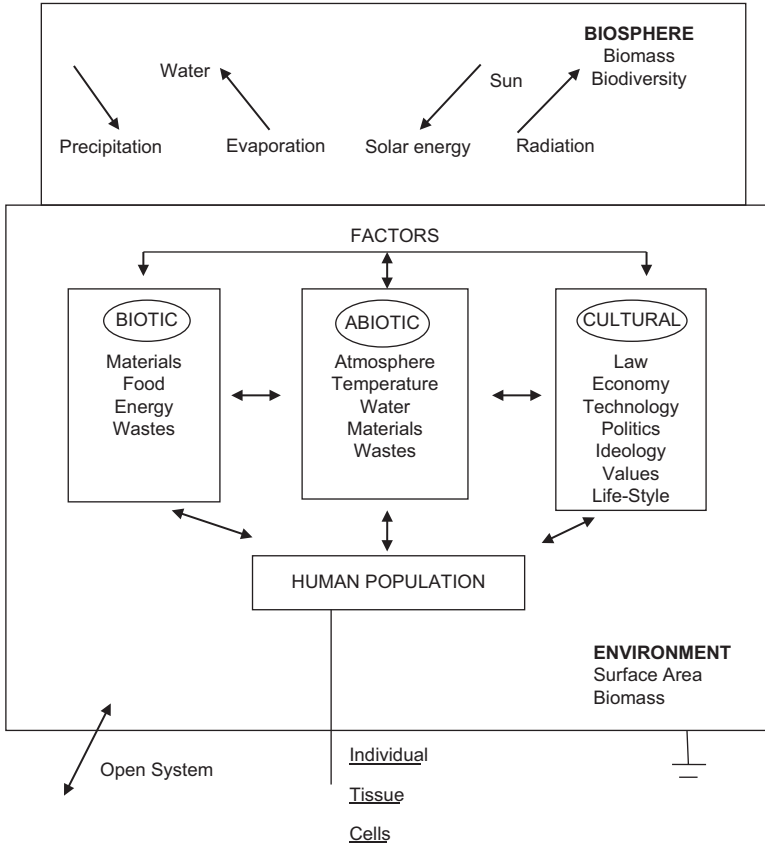 BIOSPHERE
Biomass
Biodiversity
Water
Sun
Precipitation
Evaporation
Solar energy
Radiation
FACTORS
BIOTIC
Materials
Food
Energy
Wastes
ABIOTIC
Atmosphere
Temperature
Water
Materials
Wastes
CULTURAL
Law
Economy
Technology
Politics
Ideology
Values
Life-Style
HUMAN POPULATION
ENVIRONMENT
Surface Area
Biomass
Open System
Individual
Tissue
Cells